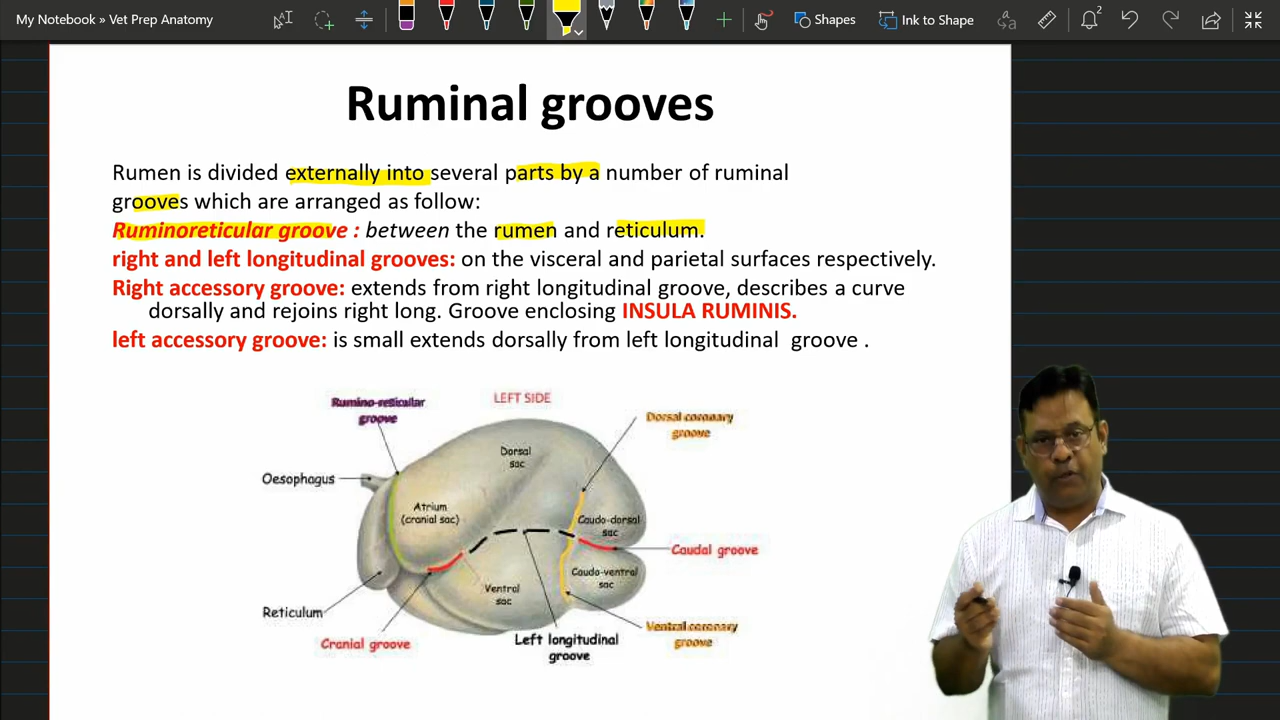 My Notebook » Vet Prep Anatomy
Shapes
Ink to Shape
2
Ruminal grooves
Rumen is divided externally into several parts by a number of ruminal
grooves which are arranged as follow:
Ruminoreticular groove : between the rumen and reticulum.
right and left longitudinal grooves: on the visceral and parietal surfaces respectively.
Right accessory groove: extends from right longitudinal groove, describes a curve
dorsally and rejoins right long. Groove enclosing INSULA RUMINIS.
left accessory groove: is small extends dorsally from left longitudinal groove .
Rumino-reticular
groove
LEFT SIDE
Dorsal coronary
groove
Dorsal
sac
Oesophagus
Atrium
(cranial sac)
Caudo-dorsal
sac
Caudal groove
Caudo-ventral
sac
Ventral
sac
Reticulum
Cranial groove
Left longitudinal
groove
Ventral coronary
groove